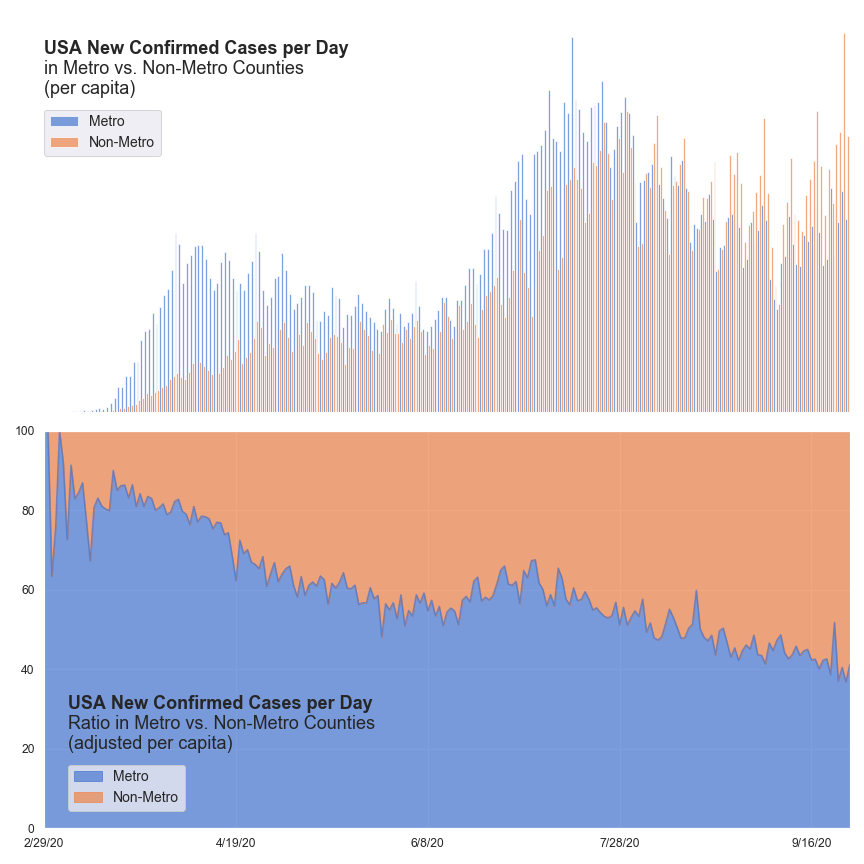 USA New Confirmed Cases per Day
in Metro vs. Non-Metro Counties
(per capita)
Metro
Non-Metro
100
80
60
40
20
0
USA New Confirmed Cases per Day
Ratio in Metro vs. Non-Metro Counties
(adjusted per capita)
Metro
Non-Metro
2/29/20
4/19/20
6/8/20
7/28/20
9/16/20